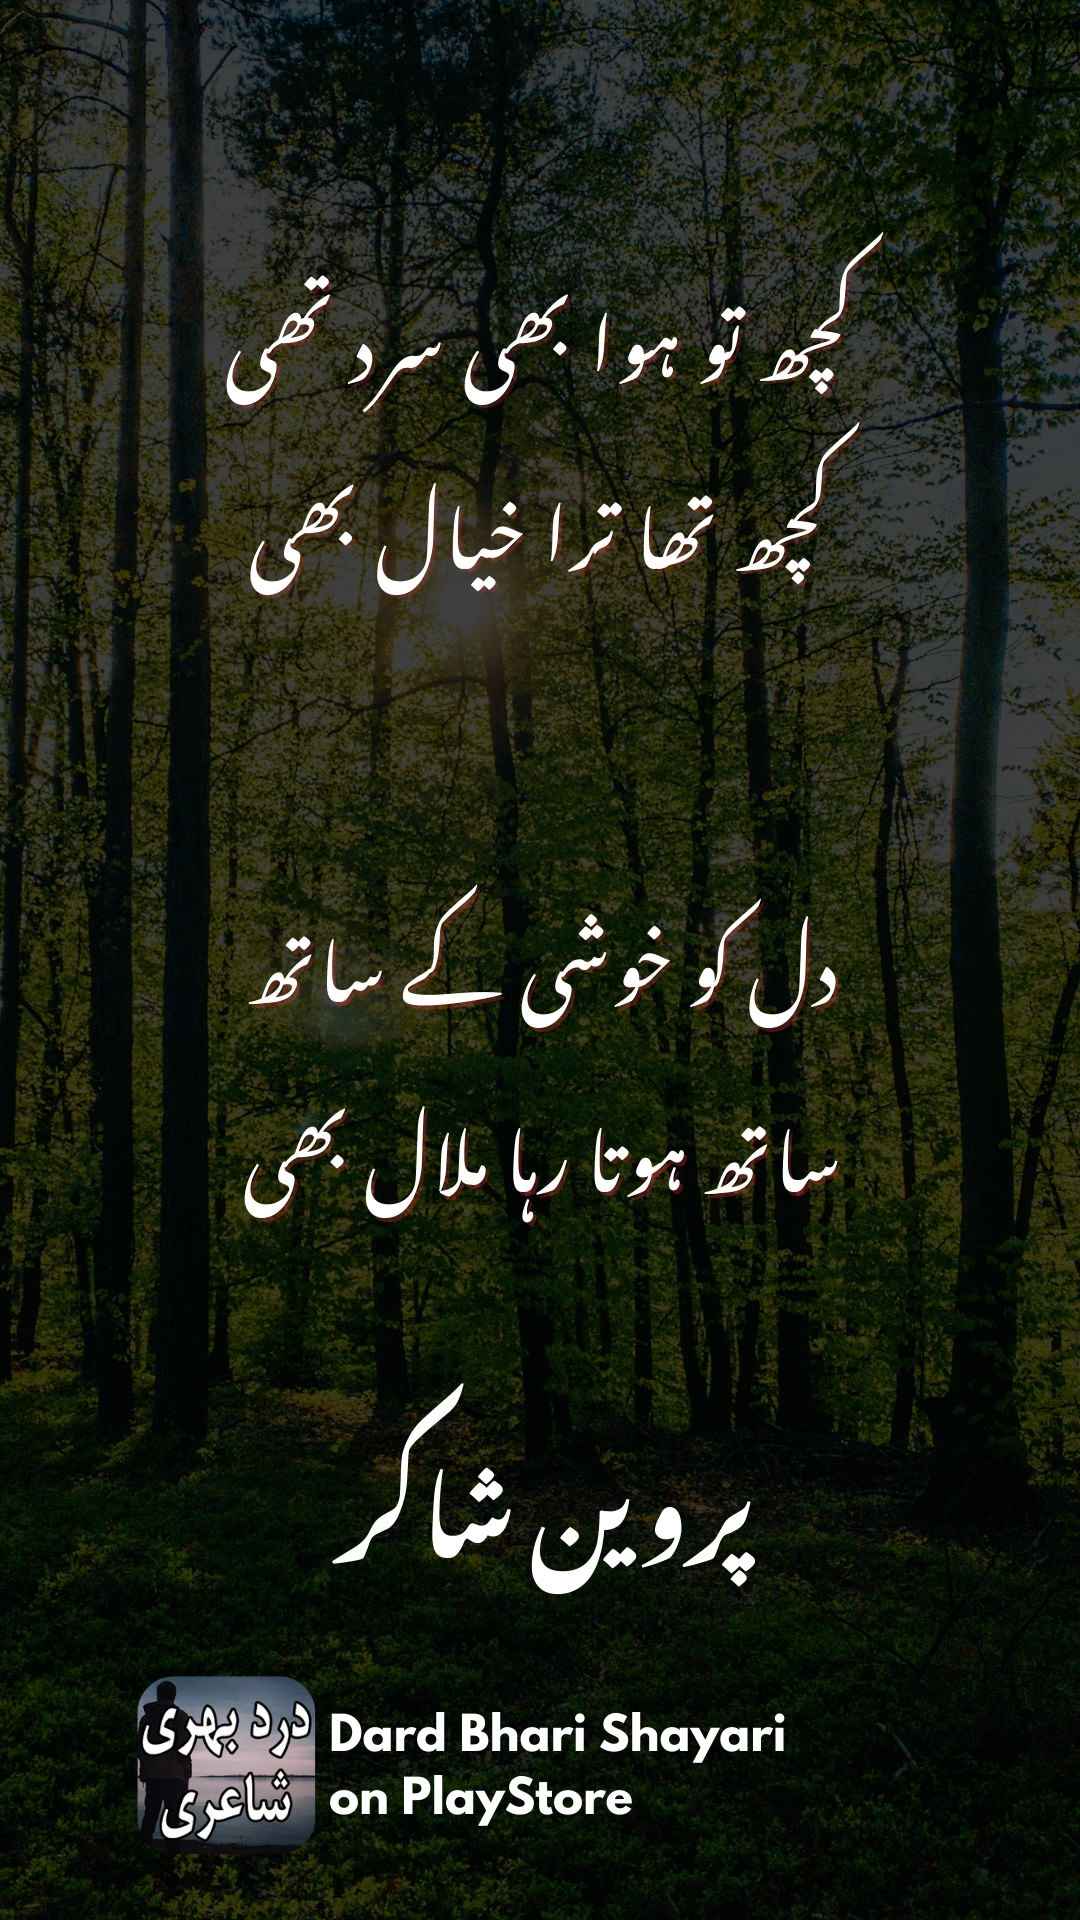 کچھ تو ہوا بھی سرد تھی
کچھ تھا ترا خیال بھی
دل کو خوشی کے ساتھ
ساتھ ہوتا رہا ملال بھی
پروین شاکر
درد بھری
شاعری
Dard Bhari Shayari
on PlayStore